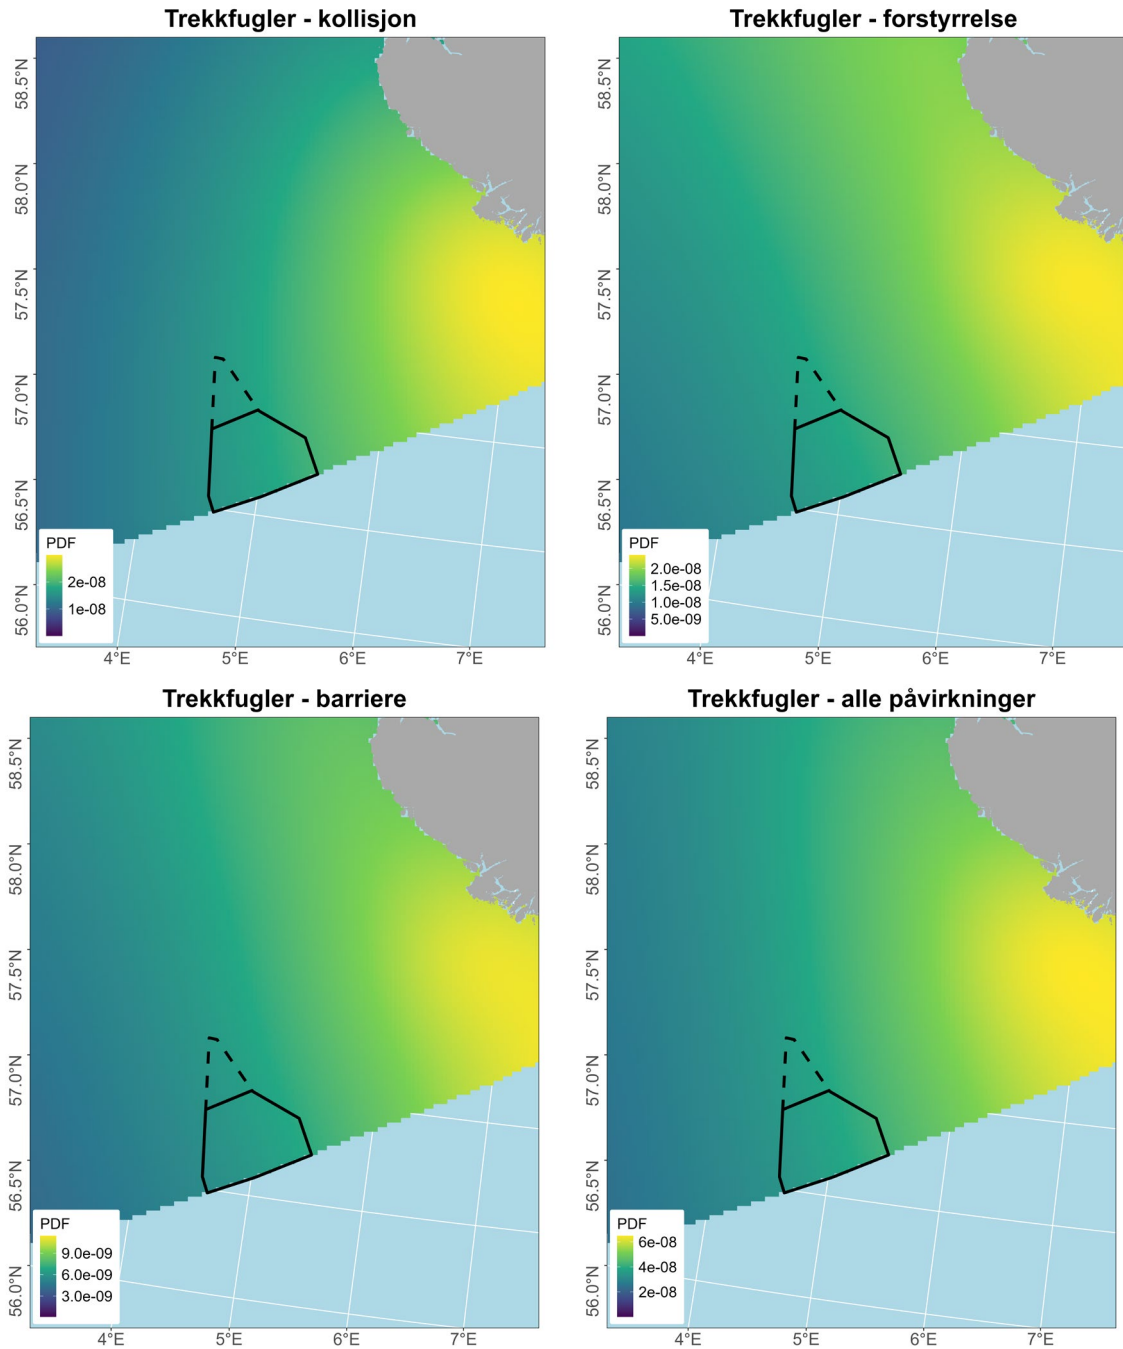 Trekkfugler - kollisjon
58.5°N
58.0°N
57.5°N
57.0°N
56.5°N
56.0°N
PDF
2e-08
1e-08
4°E 5°E 6°E 7°E
Trekkfugler - forstyrrelse
58.5°N
58.0°N
57.5°N
57.0°N
56.5°N
56.0°N
PDF
2.0e-08
1.5e-08
1.0e-08
5.0e-09
4°E 5°E 6°E 7°E
Trekkfugler - barriere
58.5°N
58.0°N
57.5°N
57.0°N
56.5°N
56.0°N
PDF
9.0e-09
6.0e-09
3.0e-09
4°E 5°E 6°E 7°E
Trekkfugler - alle påvirkninger
58.5°N
58.0°N
57.5°N
57.0°N
56.5°N
56.0°N
PDF
6e-08
4e-08
2e-08
4°E 5°E 6°E 7°E